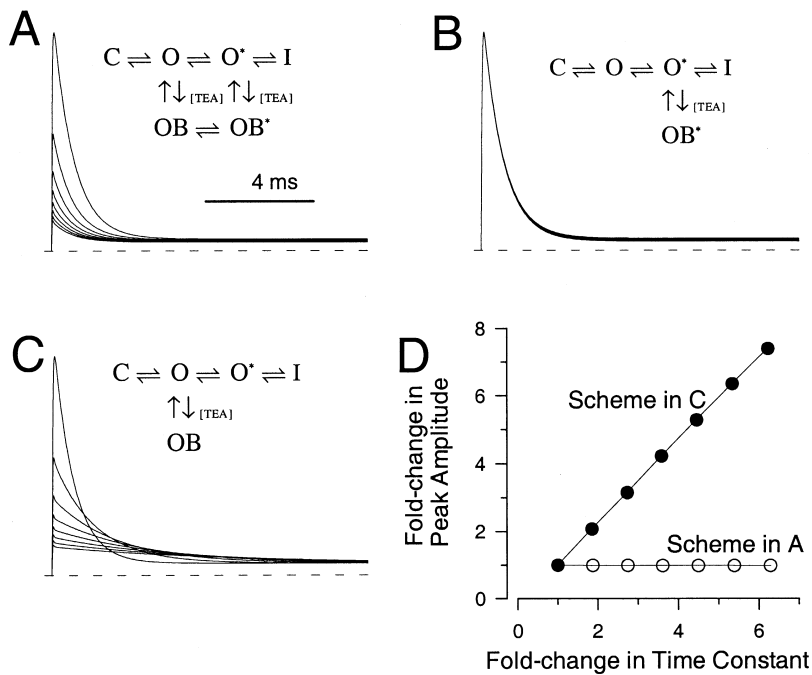 A
C ⇌ O ⇌ O* ⇌ I
↑↓ [TEA] ↑↓ [TEA]
OB ⇌ OB*
4 ms
B
C ⇌ O ⇌ O* ⇌ I
↑↓ [TEA]
OB*
C
C ⇌ O ⇌ O* ⇌ I
↑↓ [TEA]
OB
D
Fold-change in
Peak Amplitude
8
6
4
2
0
Scheme in C
Scheme in A
0 2 4 6
Fold-change in Time Constant